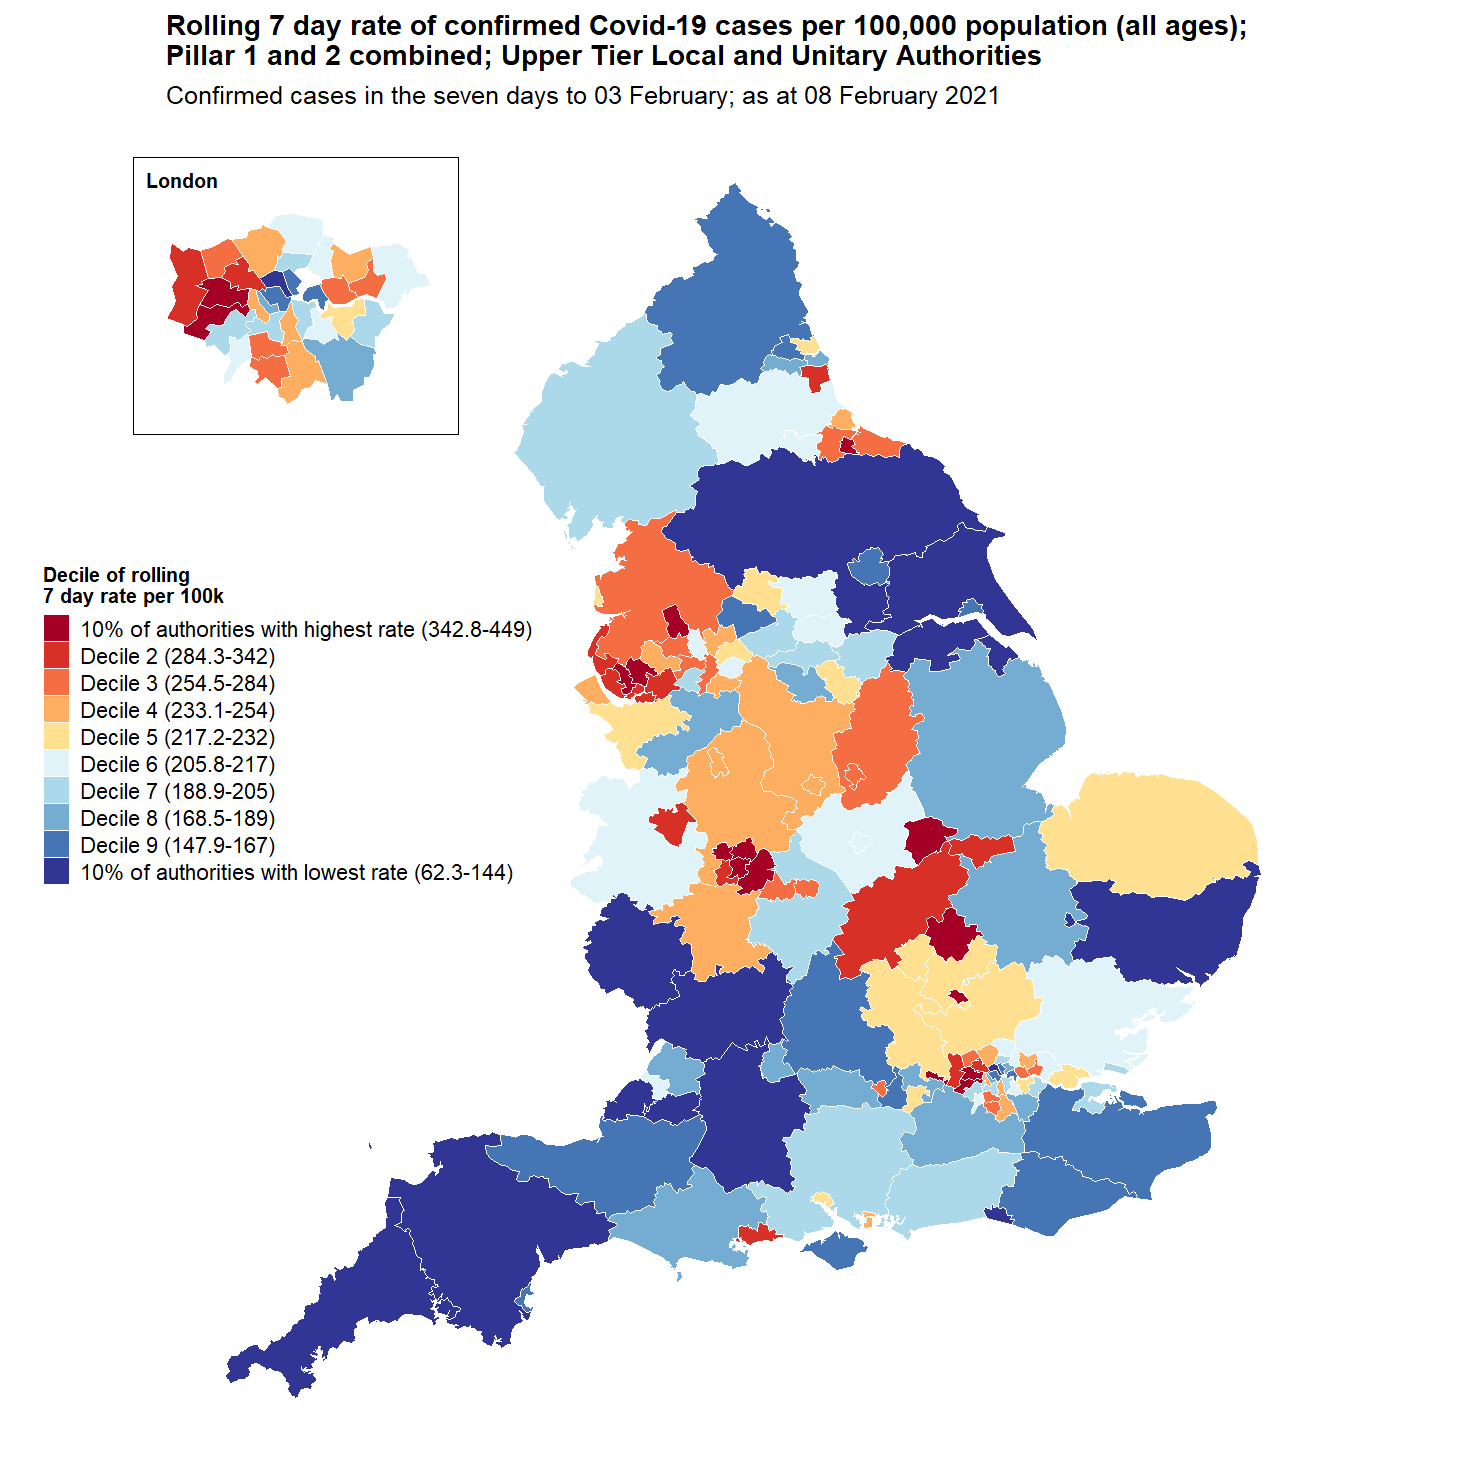 Rolling 7 day rate of confirmed Covid-19 cases per 100,000 population (all ages);
Pillar 1 and 2 combined; Upper Tier Local and Unitary Authorities
Confirmed cases in the seven days to 03 February; as at 08 February 2021
London
Decile of rolling
7 day rate per 100k
10% of authorities with highest rate (342.8-449)
Decile 2 (284.3-342)
Decile 3 (254.5-284)
Decile 4 (233.1-254)
Decile 5 (217.2-232)
Decile 6 (205.8-217)
Decile 7 (188.9-205)
Decile 8 (168.5-189)
Decile 9 (147.9-167)
10% of authorities with lowest rate (62.3-144)